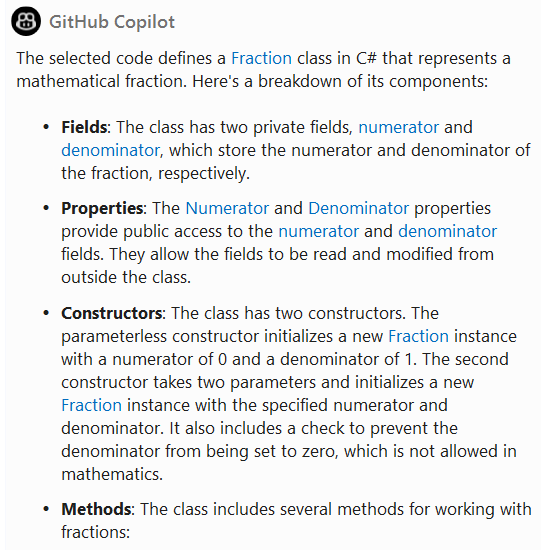 GitHub Copilot
The selected code defines a Fraction class in C# that represents a
mathematical fraction. Here's a breakdown of its components:
• Fields: The class has two private fields, numerator and
denominator, which store the numerator and denominator of
the fraction, respectively.
• Properties: The Numerator and Denominator properties
provide public access to the numerator and denominator
fields. They allow the fields to be read and modified from
outside the class.
• Constructors: The class has two constructors. The
parameterless constructor initializes a new Fraction instance
with a numerator of 0 and a denominator of 1. The second
constructor takes two parameters and initializes a new
Fraction instance with the specified numerator and
denominator. It also includes a check to prevent the
denominator from being set to zero, which is not allowed in
mathematics.
• Methods: The class includes several methods for working with
fractions: